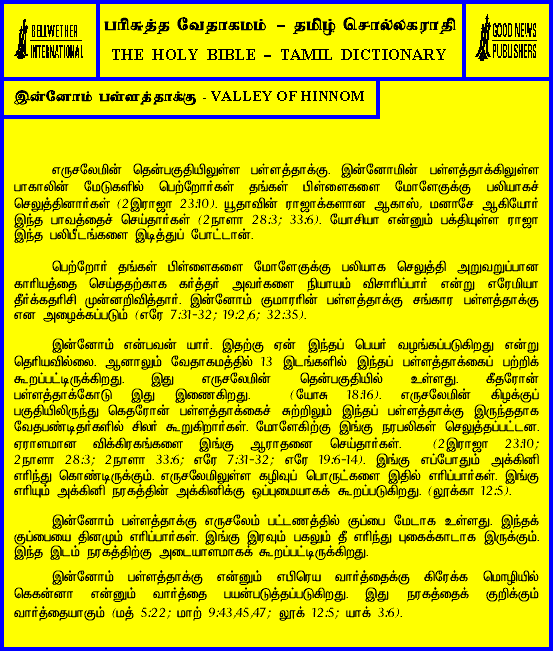 BELLWETHER
INTERNATIONAL
பரிசுத்த வேதாகமம் – தமிழ் சொல்லகராதி
THE HOLY BIBLE – TAMIL DICTIONARY
GOOD NEWS
PUBLISHERS
இன்னோம் பள்ளத்தாக்கு - VALLEY OF HINNOM
எருசலேமின் தென்பகுதியிலுள்ள பள்ளத்தாக்கு. இன்னோமின் பள்ளத்தாக்கிலுள்ள
பாகாலின் மேடுகளில் பெற்றோர்கள் தங்கள் பிள்ளைகளை மோளேகுக்கு பலியாகச்
செலுத்தினார்கள் (2இராஜா 23:10). யூதாவின் ராஜாக்களான ஆகாஸ், மனாசே ஆகியோர்
இந்த பாவத்தைச் செய்தார்கள் (2நாளா 28:3; 33:6). யோசியா என்னும் பக்தியுள்ள ராஜா
இந்த பலிபீடங்களை இடித்துப் போட்டான்.
பெற்றோர் தங்கள் பிள்ளைகளை மோளேகுக்கு பலியாக செலுத்தி அறுவறுப்பான
காரியத்தை செய்ததற்காக கர்த்தர் அவர்களை நியாயம் விசாரிப்பார் என்று எரேமியா
தீர்க்கதரிசி முன்னறிவித்தார். இன்னோம் குமாரரின் பள்ளத்தாக்கு சங்கார பள்ளத்தாக்கு
என அழைக்கப்படும் (எரே 7:31-32; 19:2,6; 32:35).
இன்னோம் என்பவன் யார். இதற்கு ஏன் இந்தப் பெயர் வழங்கப்படுகிறது என்று
தெரியவில்லை. ஆனாலும் வேதாகமத்தில் 13 இடங்களில் இந்தப் பள்ளத்தாக்கைப் பற்றிக்
கூறப்பட்டிருக்கிறது. இது எருசலேமின் தென்பகுதியில் உள்ளது. கீதரோன்
பள்ளத்தாக்கோடு இது இணைகிறது. (யோசு 18:16). எருசலேமின் கிழக்குப்
பகுதியிலிருந்து கெதரோன் பள்ளத்தாக்கைச் சுற்றிலும் இந்தப் பள்ளத்தாக்கு இருந்ததாக
வேதபண்டிதர்களில் சிலர் கூறுகிறார்கள். மோளேகிற்கு இங்கு நரபலிகள் செலுத்தப்பட்டன.
ஏராளமான விக்கிரகங்களை இங்கு ஆராதனை செய்தார்கள். (2இராஜா 23:10;
2நாளா 28:3; 2நாளா 33:6; எரே 7:31-32; எரே 19:6-14). இங்கு எப்போதும் அக்கினி
எரிந்து கொண்டிருக்கும். எருசலேமிலுள்ள கழிவுப் பொருட்களை இதில் எரிப்பார்கள். இங்கு
எரியும் அக்கினி நரகத்தின் அக்கினிக்கு ஒப்புமையாகக் கூறப்படுகிறது. (லூக்கா 12:5).
இன்னோம் பள்ளத்தாக்கு எருசலேம் பட்டணத்தில் குப்பை மேடாக உள்ளது. இந்தக்
குப்பையை தினமும் எரிப்பார்கள். இங்கு இரவும் பகலும் தீ எரிந்து புகைக்காடாக இருக்கும்.
இந்த இடம் நரகத்திற்கு அடையாளமாகக் கூறப்பட்டிருக்கிறது.
இன்னோம் பள்ளத்தாக்கு என்னும் எபிரெய வார்த்தைக்கு கிரேக்க மொழியில்
கெகன்னா என்னும் வார்த்தை பயன்படுத்தப்படுகிறது. இது நரகத்தைக் குறிக்கும்
வார்த்தையாகும் (மத் 5:22; மாற் 9:43,45,47; லூக் 12:5; யாக் 3:6).